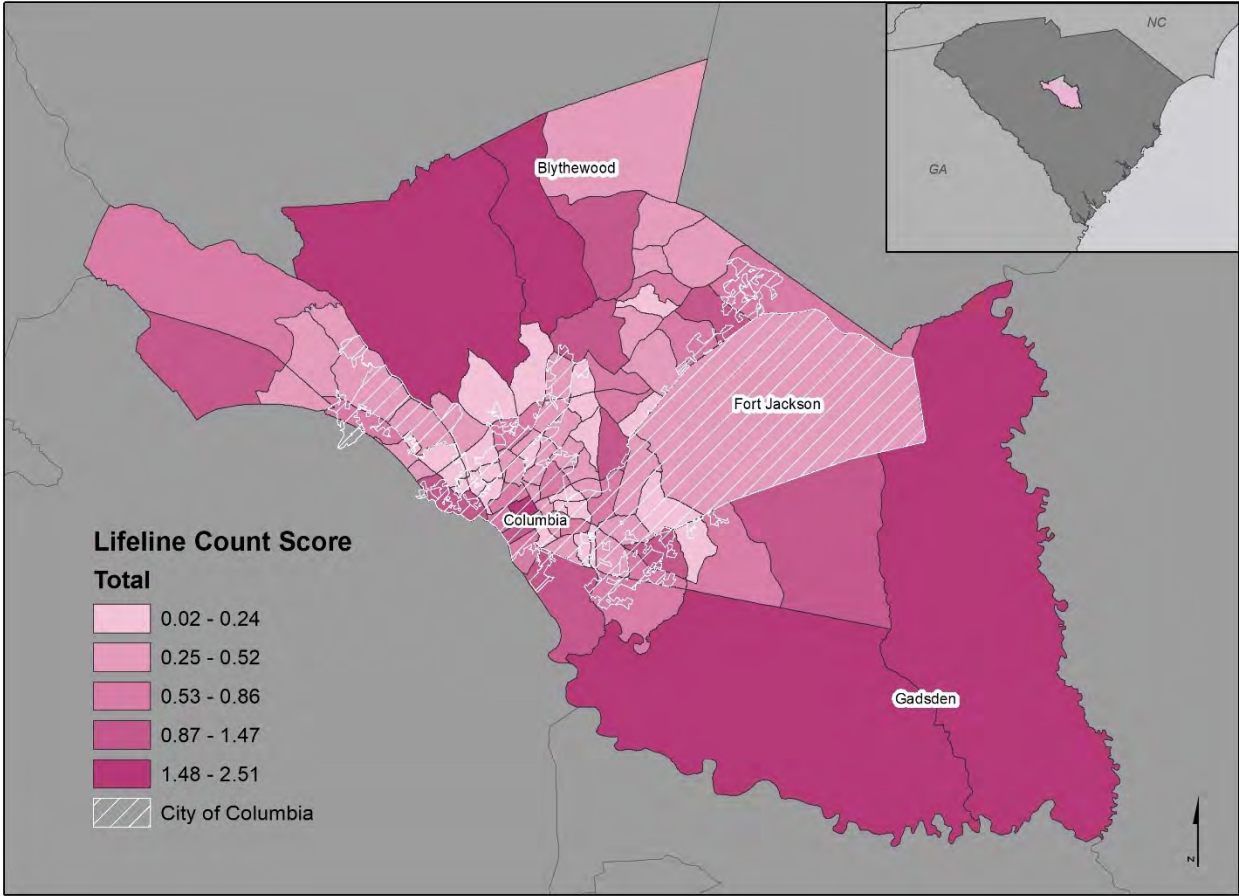 NC
GA
Blythewood
Fort Jackson
Columbia
Gadsden
Lifeline Count Score
Total
0.02 - 0.24
0.25 - 0.52
0.53 - 0.86
0.87 - 1.47
1.48 - 2.51
City of Columbia
N